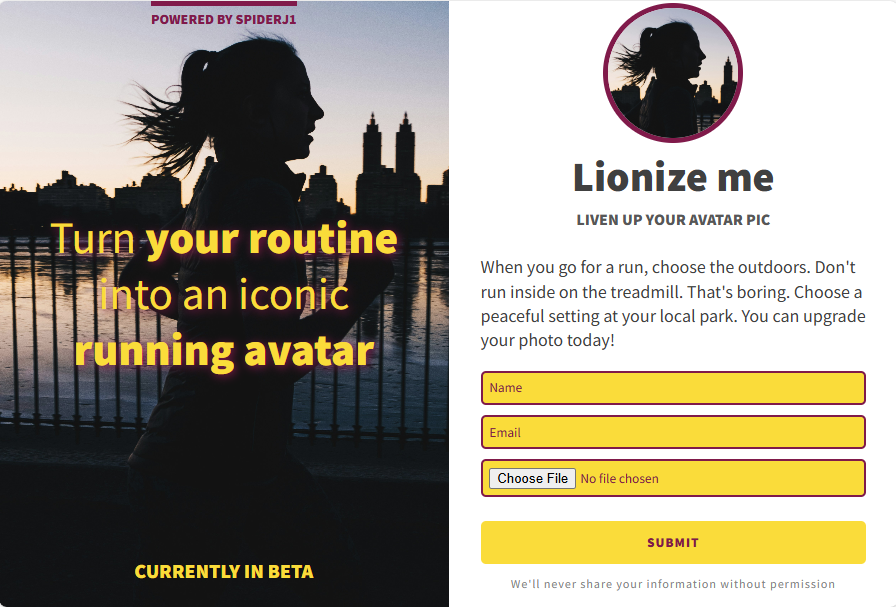 POWERED BY SPIDERJ1
Turn your routine
into an iconic
running avatar
CURRENTLY IN BETA
Lionize me
LIVEN UP YOUR AVATAR PIC
When you go for a run, choose the outdoors. Don't
run inside on the treadmill. That's boring. Choose a
peaceful setting at your local park. You can upgrade
your photo today!
Name
Email
Choose File No file chosen
SUBMIT
We'll never share your information without permission